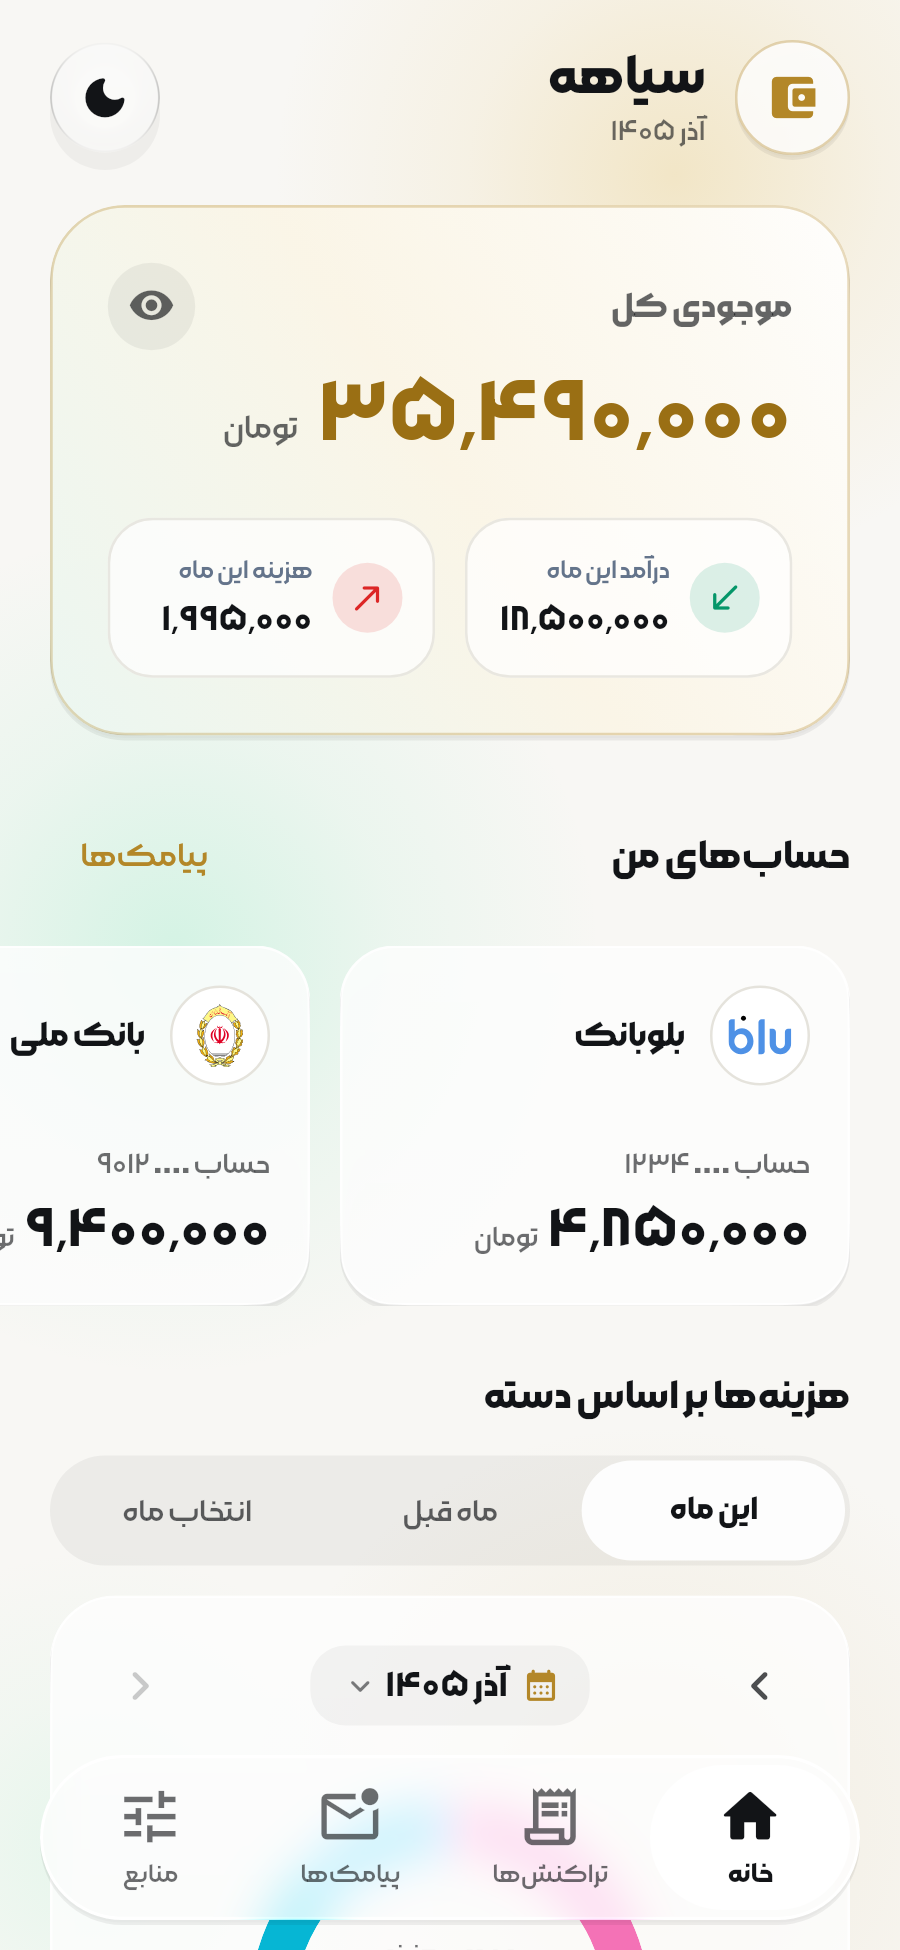 سیاهه
آذر ۱۴۰۵
موجودی کل
۳۵,۴۹۰,۰۰۰ تومان
درآمد این ماه
۱۸,۵۰۰,۰۰۰
هزینه این ماه
۱,۹۹۵,۰۰۰
حساب‌های من
پیامک‌ها
blu
بلوبانک
حساب .... ۱۲۳۴
۴,۸۵۰,۰۰۰ تومان
بانک ملی
حساب .... ۹۰۱۲
۹,۴۰۰,۰۰۰
هزینه‌ها بر اساس دسته
این ماه
ماه قبل
انتخاب ماه
آذر ۱۴۰۵
خانه
تراکنش‌ها
پیامک‌ها
منابع